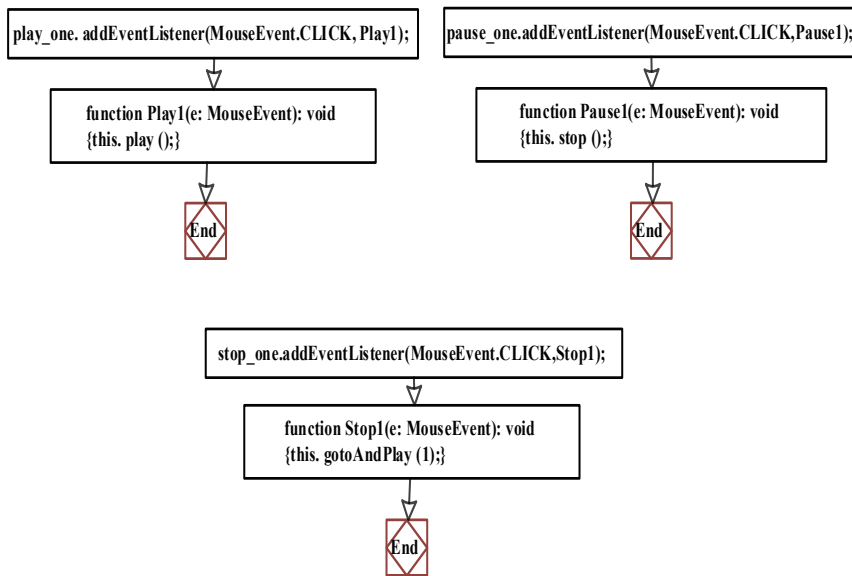 play_one. addEventListener(MouseEvent.CLICK, Play1);
function Play1(e: MouseEvent): void
{this. play ();}
End
pause_one.addEventListener(MouseEvent.CLICK,Pause1);
function Pause1(e: MouseEvent): void
{this. stop ();}
End
stop_one.addEventListener(MouseEvent.CLICK,Stop1);
function Stop1(e: MouseEvent): void
{this. gotoAndPlay (1);}
End